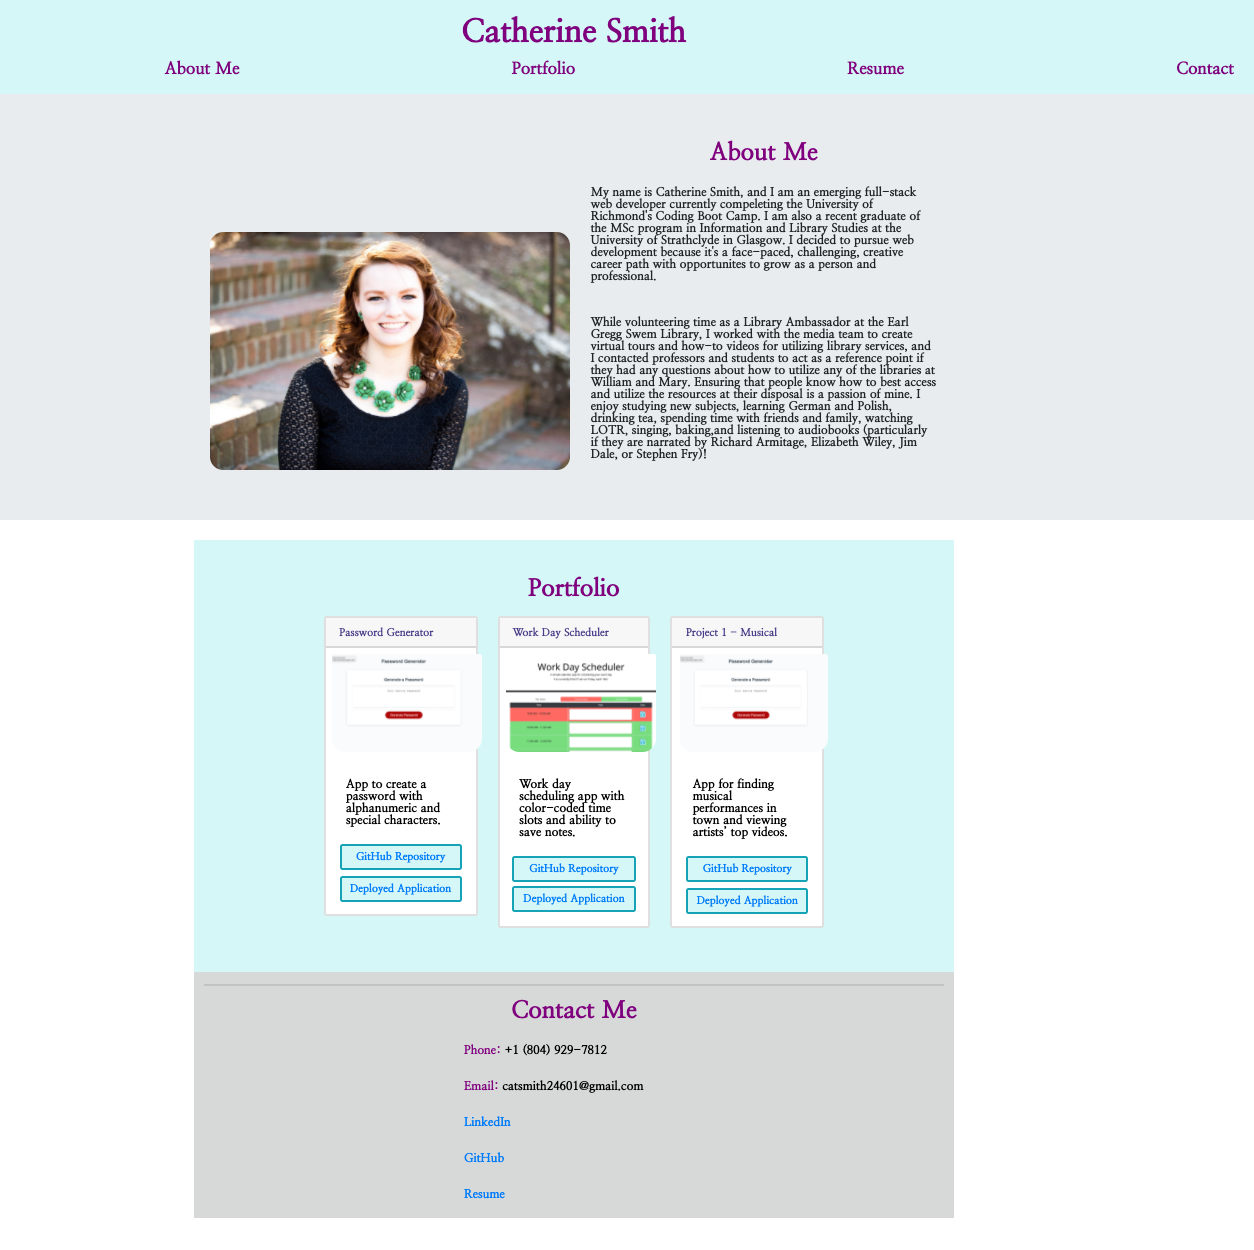 Catherine Smith
About Me
Portfolio
Resume
Contact
About Me
My name is Catherine Smith, and I am an emerging full-stack
web developer currently compeleting the University of
Richmond's Coding Boot Camp. I am also a recent graduate of
the MSc program in Information and Library Studies at the
University of Strathclyde in Glasgow. I decided to pursue web
development because it's a face-paced, challenging, creative
career path with opportunites to grow as a person and
professional.
While volunteering time as a Library Ambassador at the Earl
Gregg Swem Library, I worked with the media team to create
virtual tours and how-to videos for utilizing library services, and
I contacted professors and students to act as a reference point if
they had any questions about how to utilize any of the libraries at
William and Mary. Ensuring that people know how to best access
and utilize the resources at their disposal is a passion of mine. I
enjoy studying new subjects, learning German and Polish,
drinking tea, spending time with friends and family, watching
LOTR, singing, baking,and listening to audiobooks (particularly
if they are narrated by Richard Armitage, Elizabeth Wiley, Jim
Dale, or Stephen Fry)!
Portfolio
Password Generator
Password Generator
Generate a Password
Generate Password
App to create a
password with
alphanumeric and
special characters.
GitHub Repository
Deployed Application
Work Day Scheduler
Work Day Scheduler
Work day
scheduling app with
color-coded time
slots and ability to
save notes.
GitHub Repository
Deployed Application
Project 1 - Musical
Password Generator
Generate a Password
Generate Password
App for finding
musical
performances in
town and viewing
artists' top videos.
GitHub Repository
Deployed Application
Contact Me
Phone: +1 (804) 929-7812
Email: catsmith24601@gmail.com
LinkedIn
GitHub
Resume